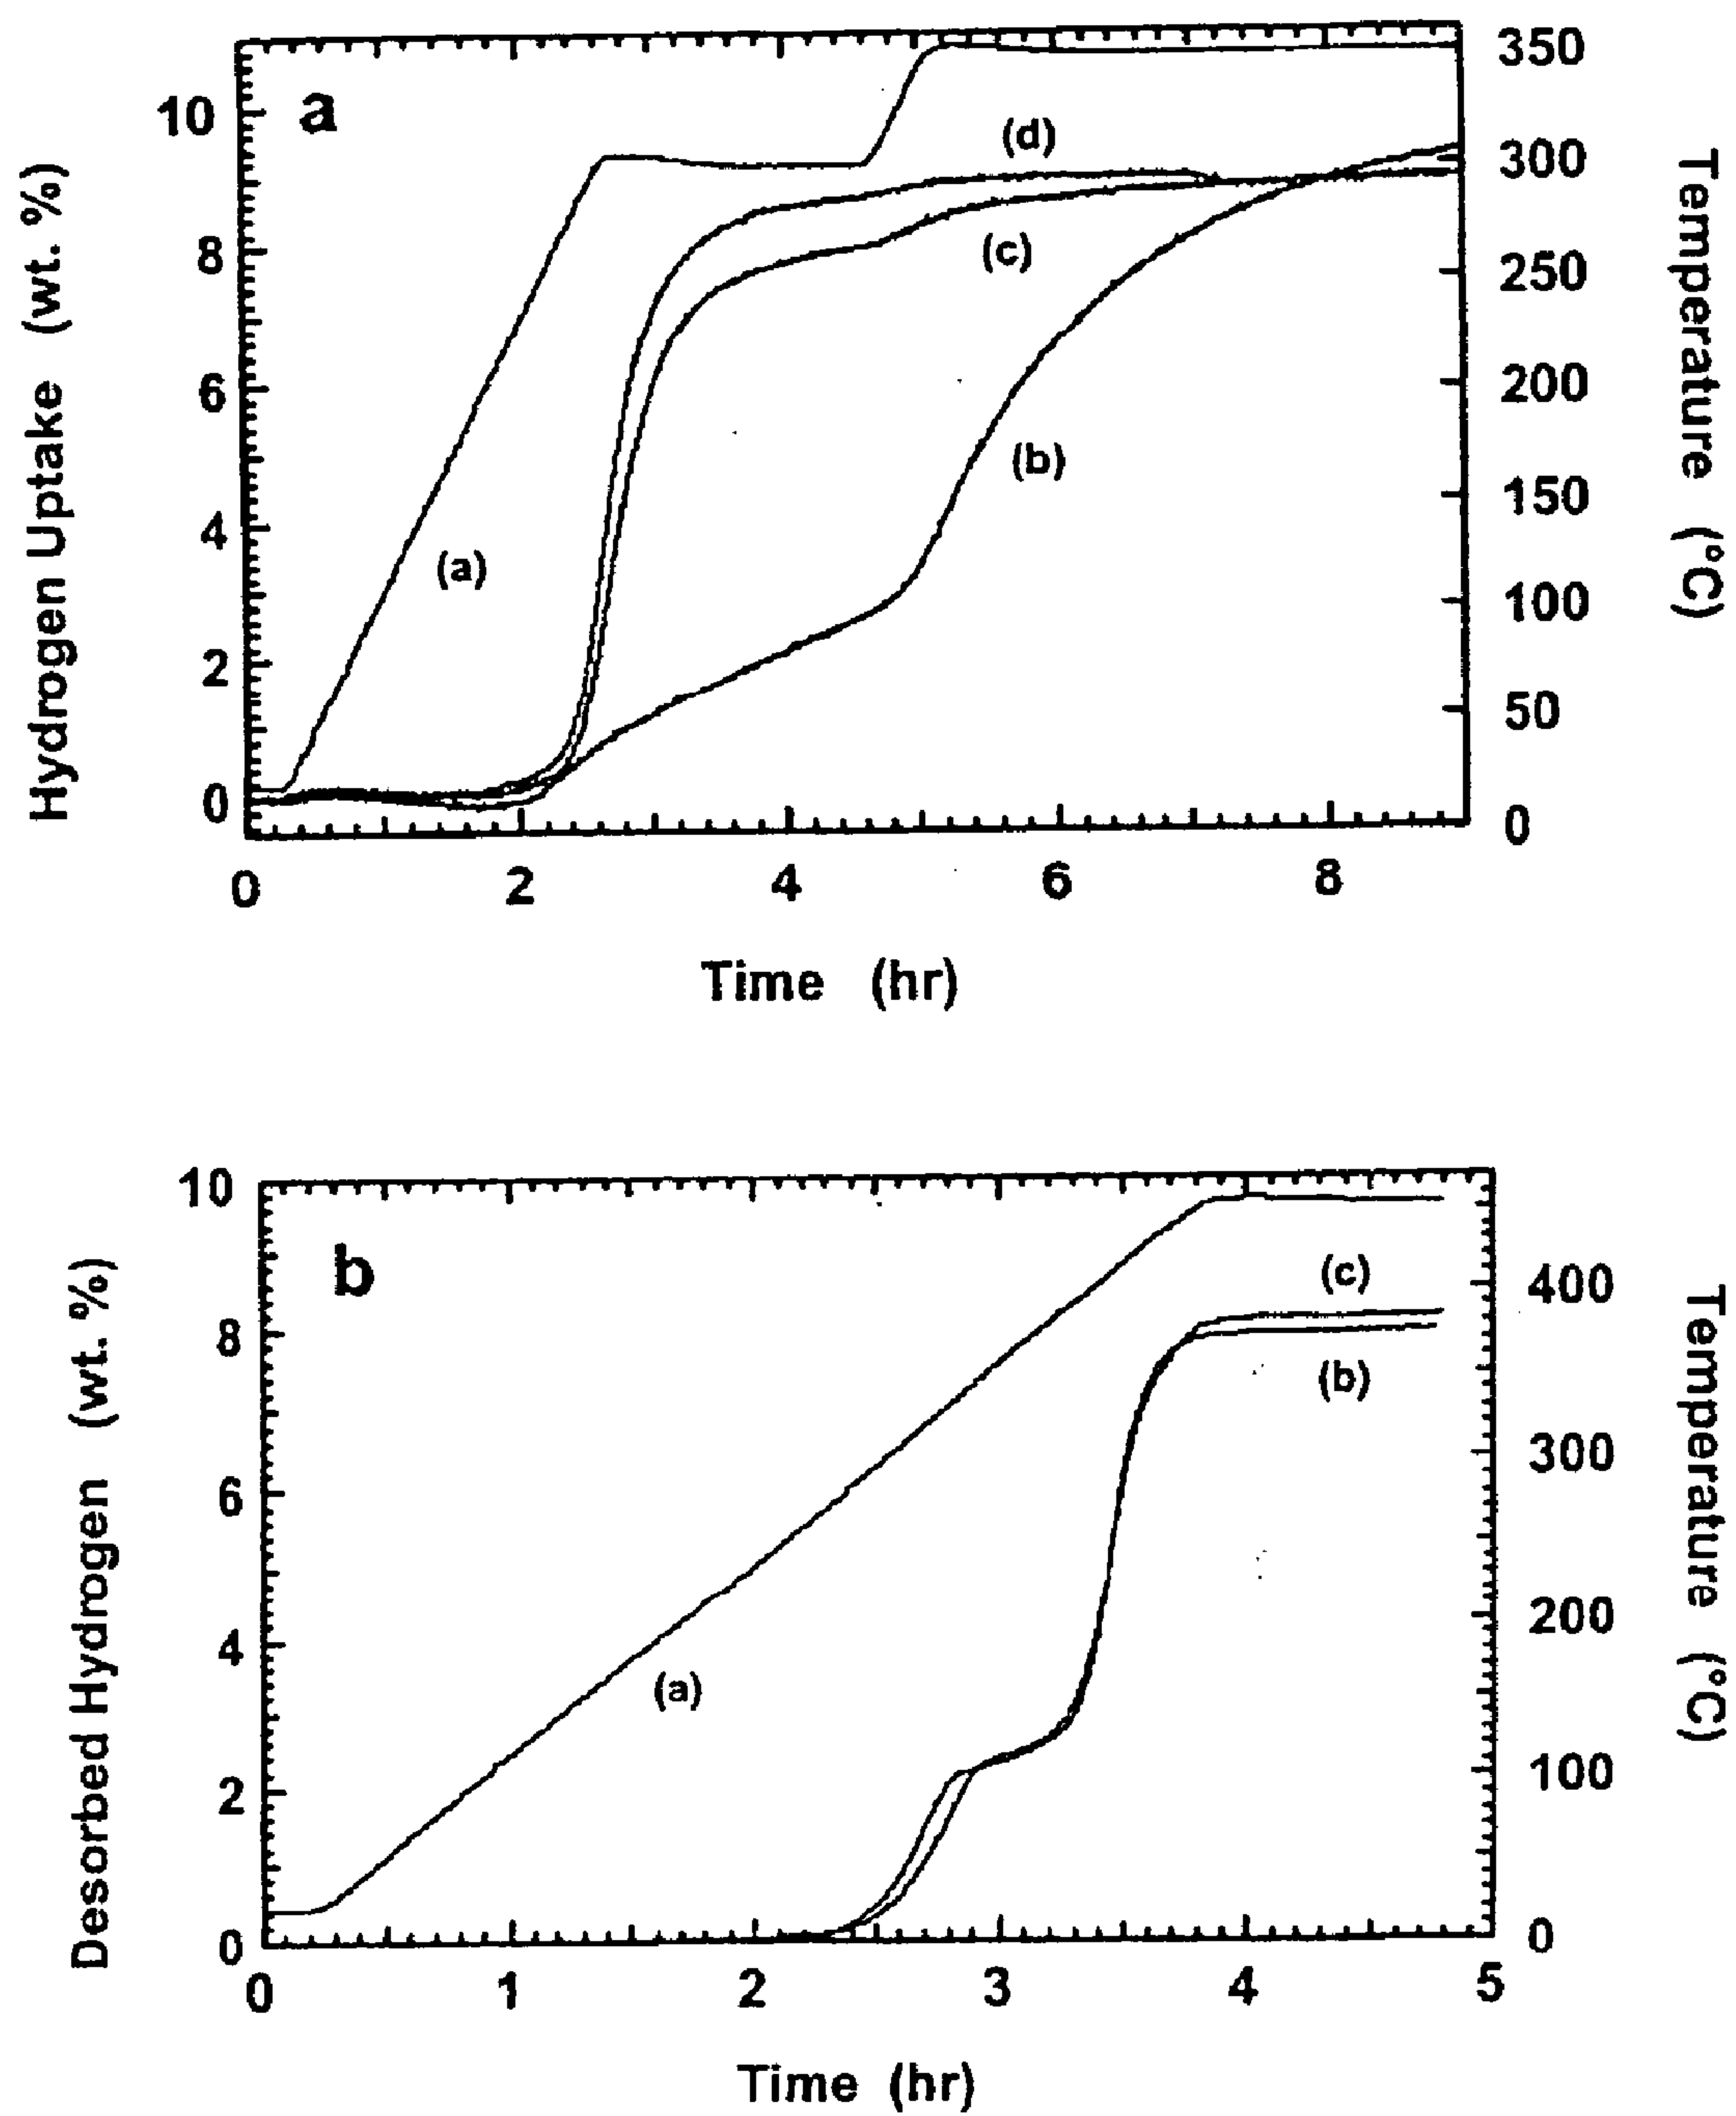 a
10
8
6
4
2
0
Hydrogen Uptake (wt. %)
350
300
250
200
150
100
50
0
Temperature (°C)
(a)
(d)
(c)
(b)
0 2 4 6 8
Time (hr)
b
10
8
6
4
2
0
Desorbed Hydrogen (wt. %)
400
300
200
100
0
Temperature (°C)
(c)
(b)
(a)
0 1 2 3 4 5
Time (hr)